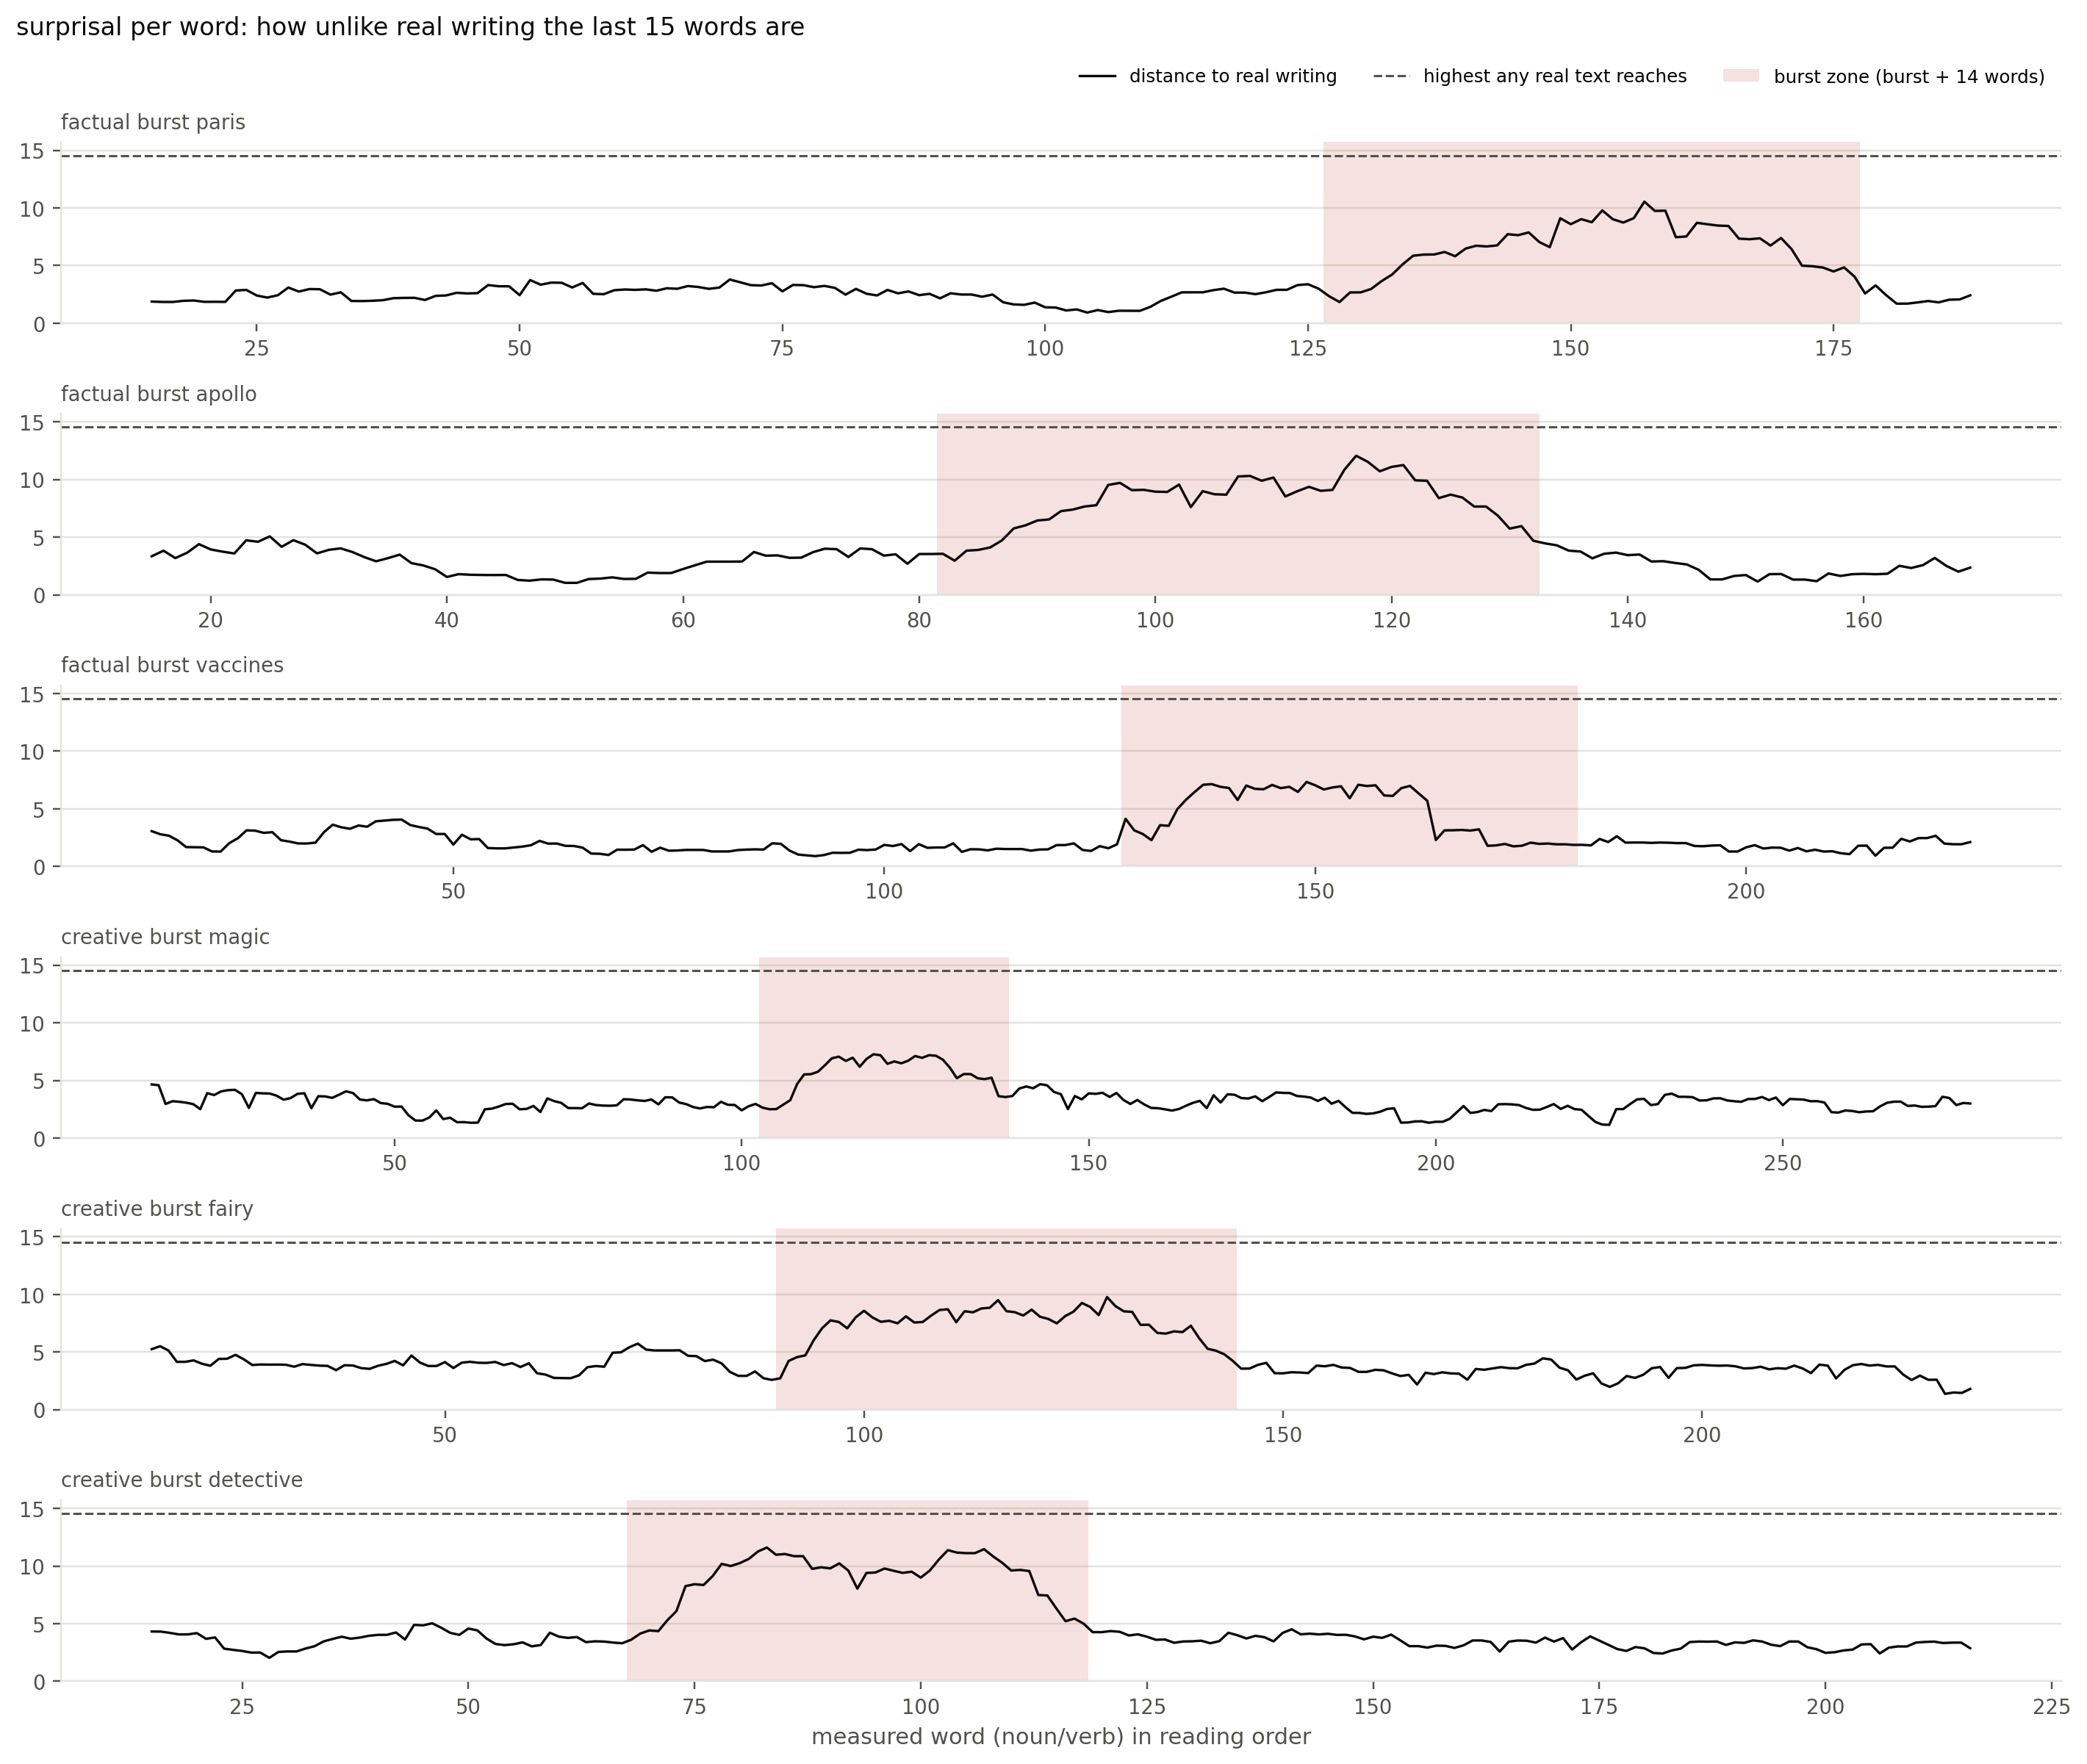 surprisal per word: how unlike real writing the last 15 words are
distance to real writing highest any real text reaches burst zone (burst + 14 words)
factual burst paris
15
10
5
0
25 50 75 100 125 150 175
factual burst apollo
15
10
5
0
20 40 60 80 100 120 140 160
factual burst vaccines
15
10
5
0
50 100 150 200
creative burst magic
15
10
5
0
50 100 150 200 250
creative burst fairy
15
10
5
0
50 100 150 200
creative burst detective
15
10
5
0
25 50 75 100 125 150 175 200 225
measured word (noun/verb) in reading order